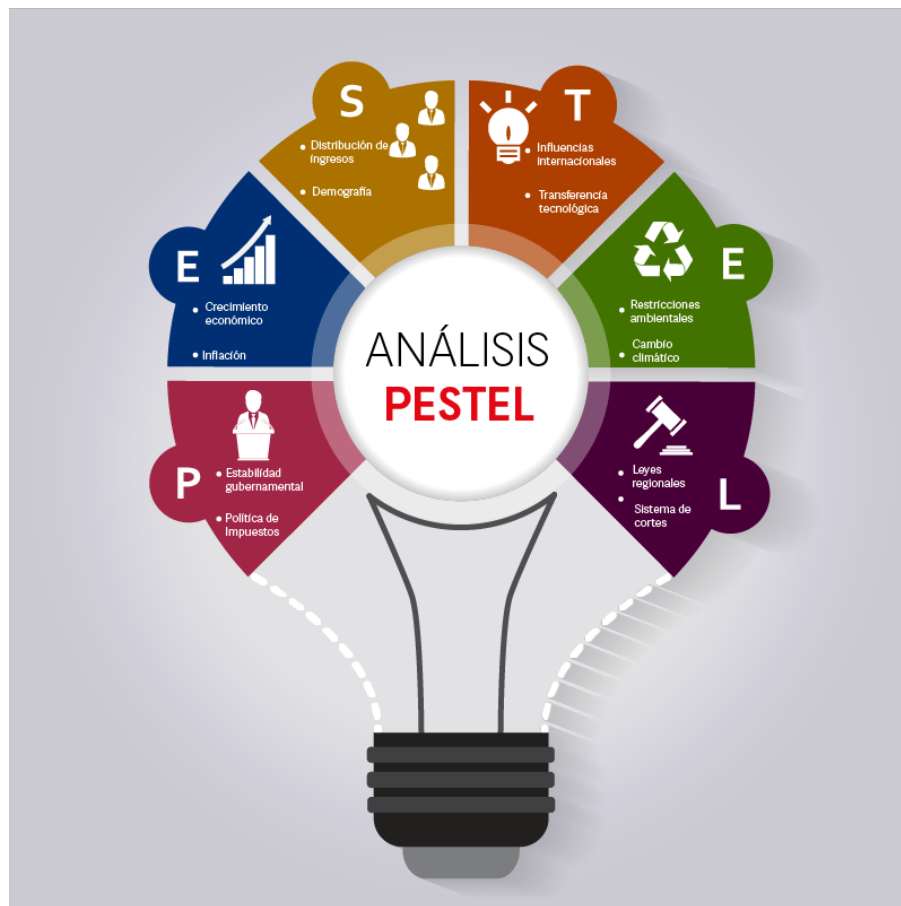 ANÁLISIS
PESTEL
P
• Estabilidad
gubernamental
• Política de
Impuestos
E
• Crecimiento
económico
• Inflación
S
• Distribución de
ingresos
• Demografía
T
• Influencias
Internacionales
• Transferencia
tecnológica
E
• Restricciones
ambientales
• Cambio
climático
L
• Leyes
regionales
• Sistema de
cortes